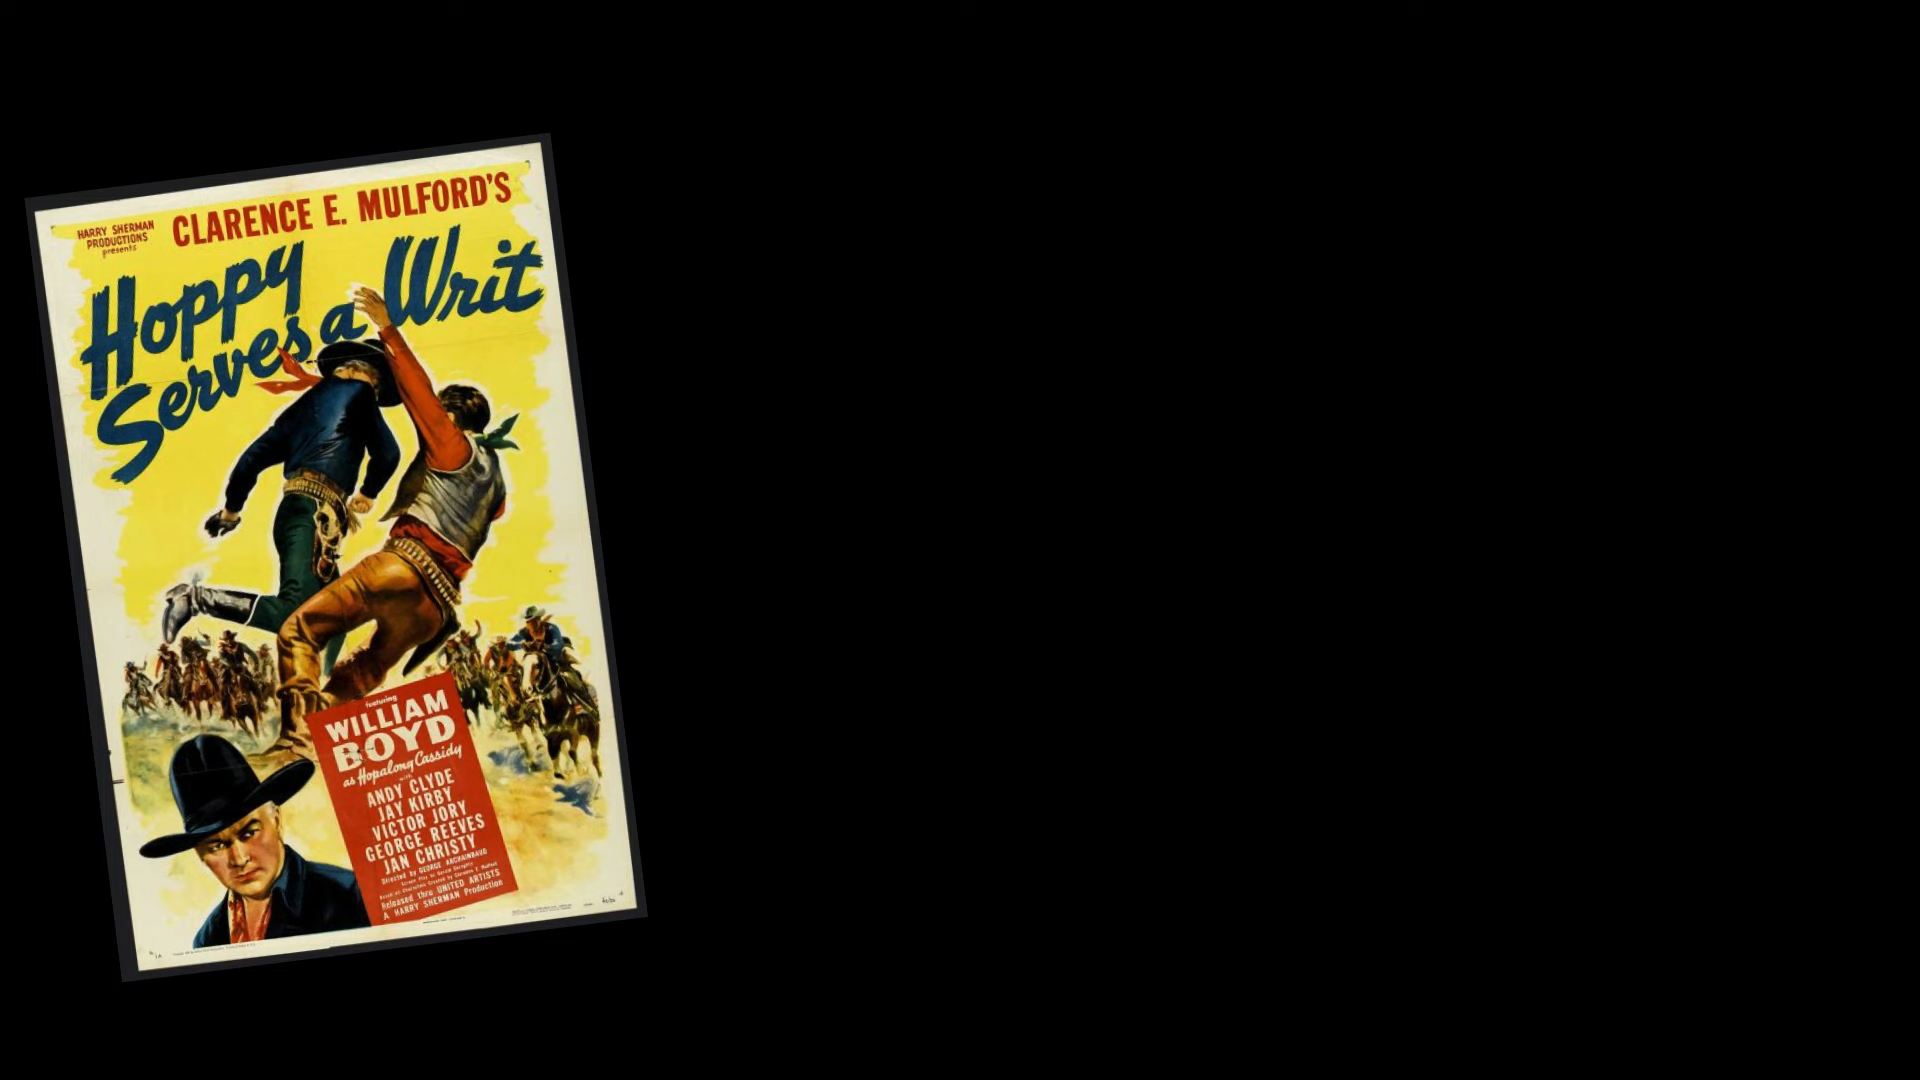 HARRY SHERMAN
PRODUCTIONS
presents
CLARENCE E. MULFORD'S
Hoppy
Serves a Writ
featuring
WILLIAM
BOYD
as Hopalong Cassidy
with
ANDY CLYDE
JAY KIRBY
VICTOR JORY
GEORGE REEVES
JAN CHRISTY
Directed by GEORGE ARCHAINBAUD
Released thru UNITED ARTISTS
A HARRY SHERMAN Production